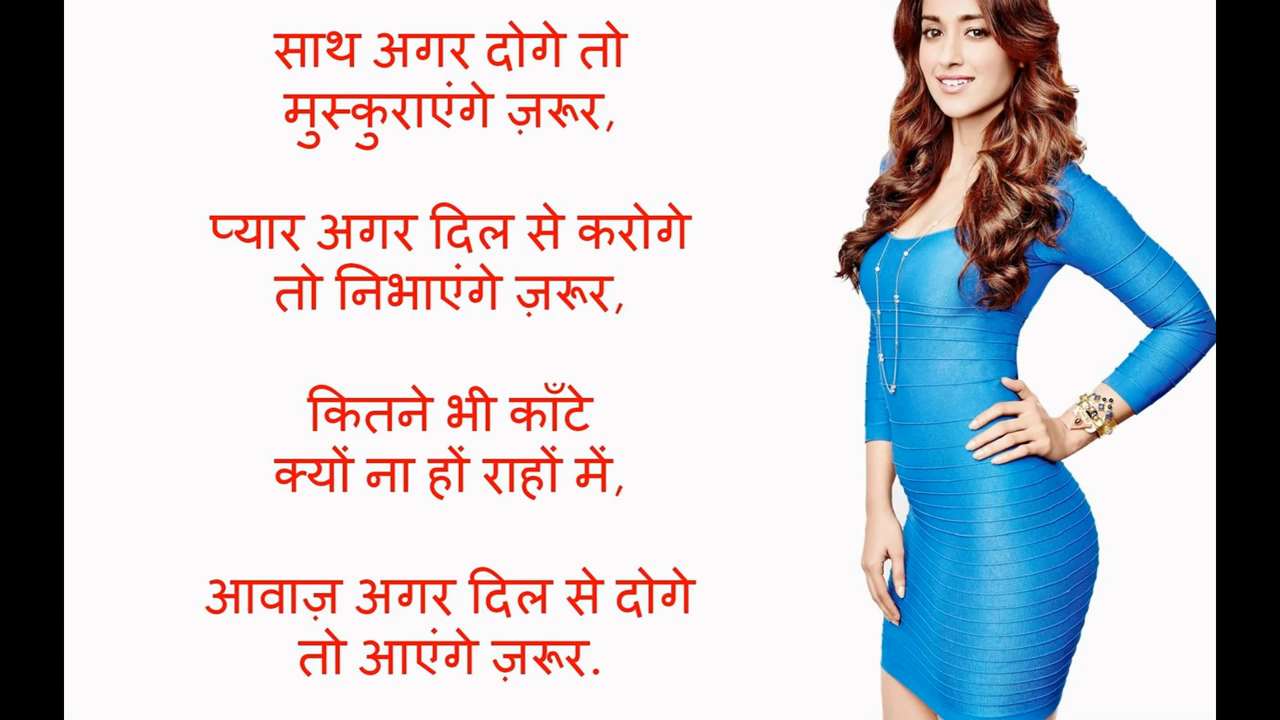 साथ अगर दोगे तो
मुस्कुराएंगे ज़रूर,
प्यार अगर दिल से करोगे
तो निभाएंगे ज़रूर,
कितने भी काँटे
क्यों ना हों राहों में,
आवाज़ अगर दिल से दोगे
तो आएंगे ज़रूर.